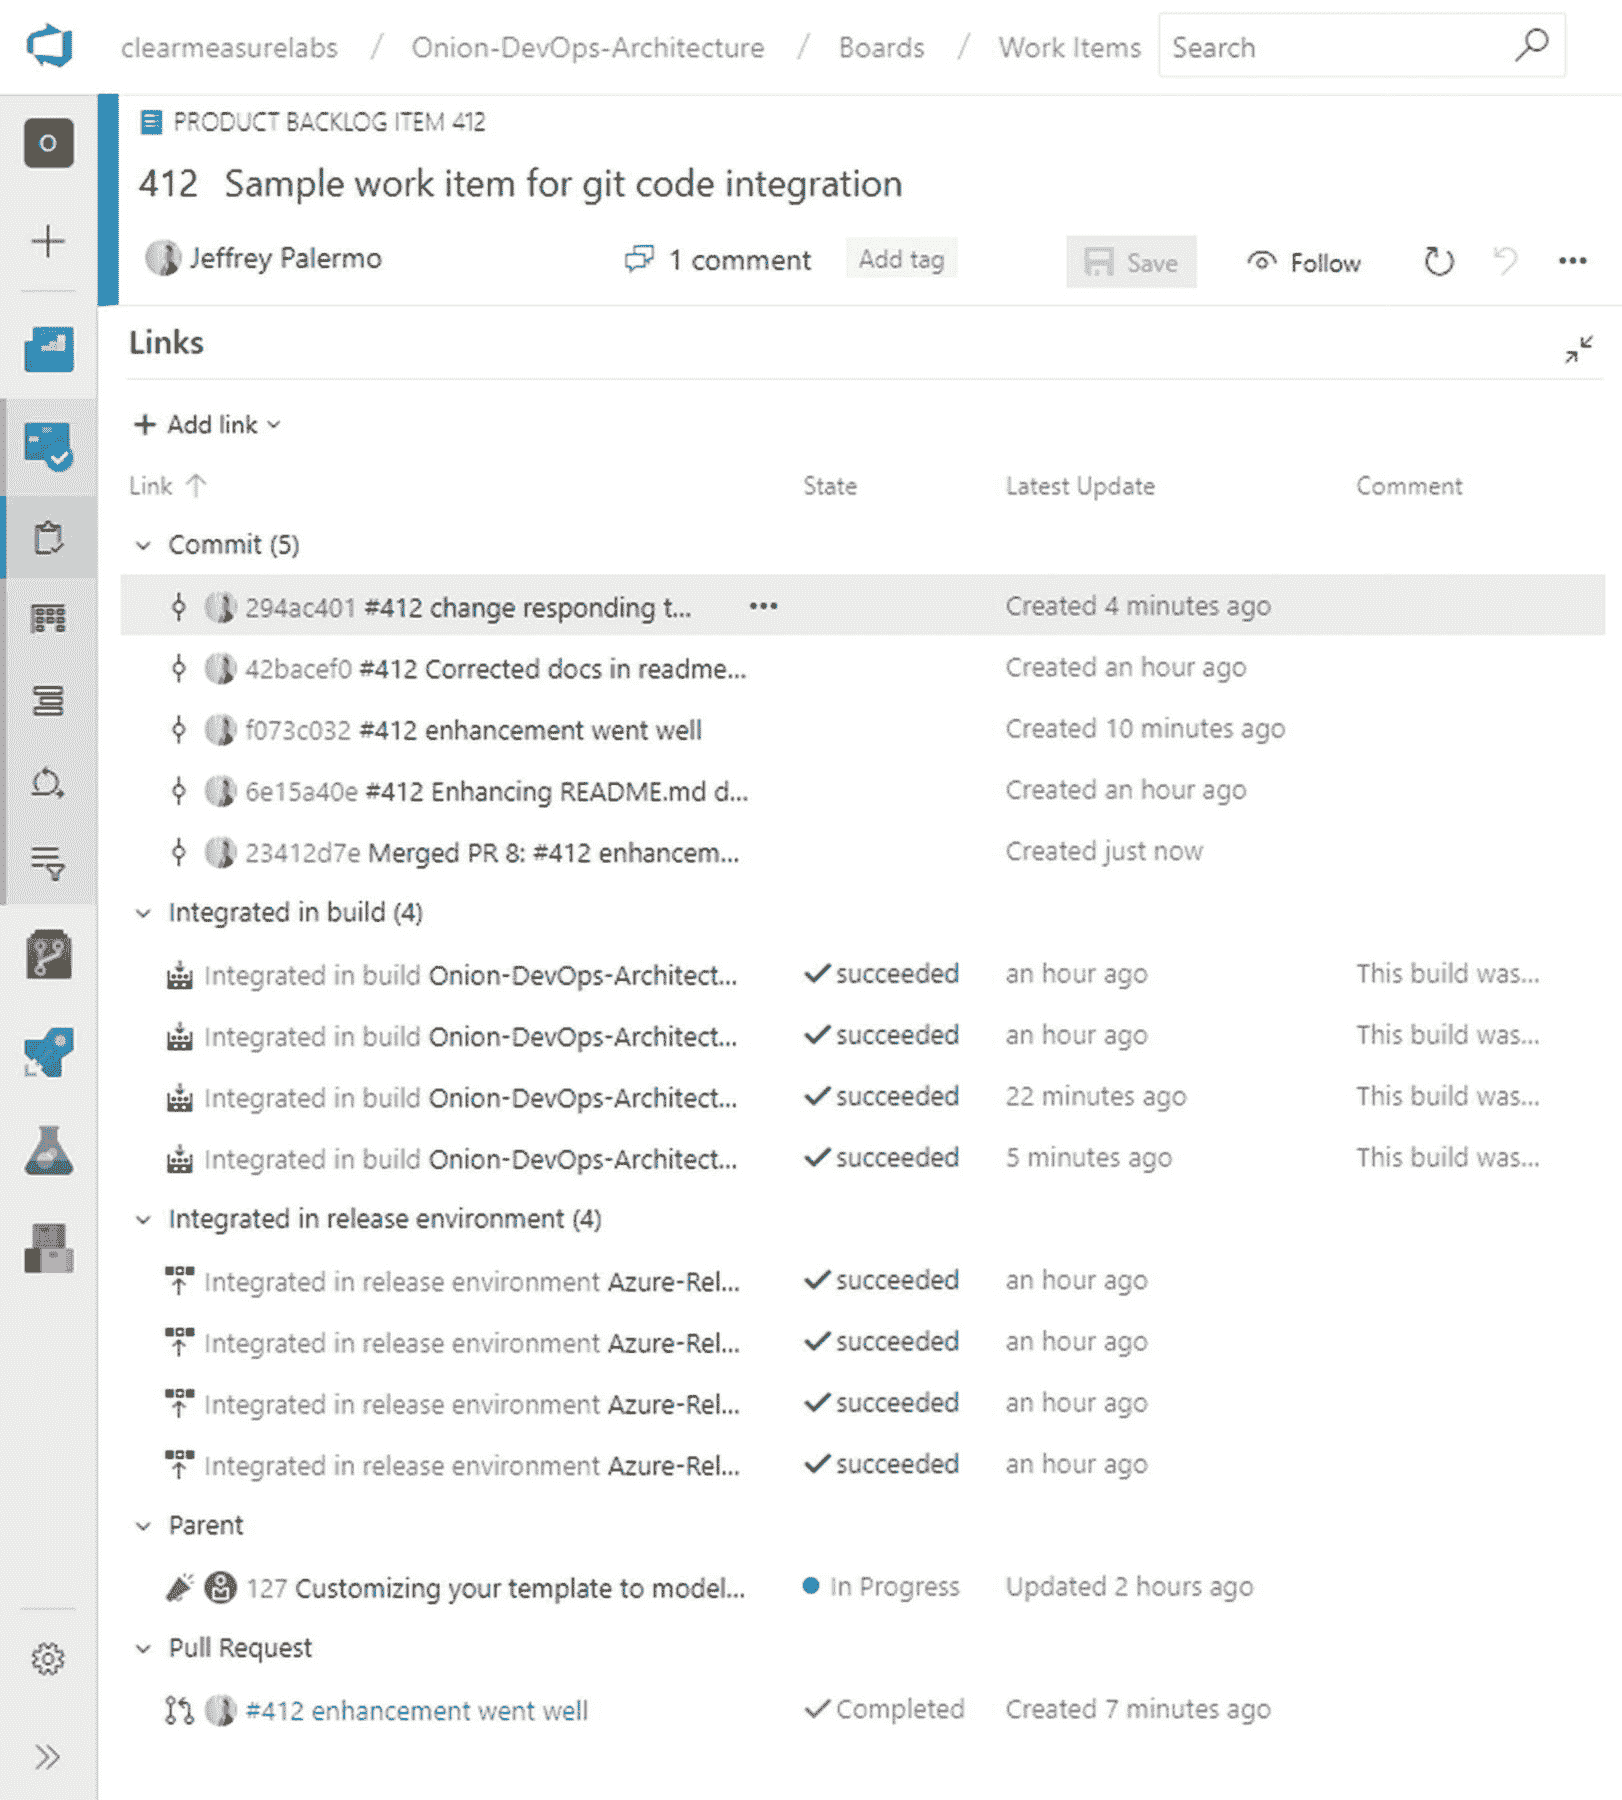 clearmeasurelabs / Onion-DevOps-Architecture / Boards / Work Items Search
O
PRODUCT BACKLOG ITEM 412
412 Sample work item for git code integration
Jeffrey Palermo 1 comment Add tag Save Follow
Links
Add link
Link State Latest Update Comment
Commit (5)
294ac401 #412 change responding t... Created 4 minutes ago
42bacef0 #412 Corrected docs in readme... Created an hour ago
f073c032 #412 enhancement went well Created 10 minutes ago
6e15a40e #412 Enhancing README.md d... Created an hour ago
23412d7e Merged PR 8: #412 enhancem... Created just now
Integrated in build (4)
Integrated in build Onion-DevOps-Architect... succeeded an hour ago This build was...
Integrated in build Onion-DevOps-Architect... succeeded an hour ago This build was...
Integrated in build Onion-DevOps-Architect... succeeded 22 minutes ago This build was...
Integrated in build Onion-DevOps-Architect... succeeded 5 minutes ago This build was...
Integrated in release environment (4)
Integrated in release environment Azure-Rel... succeeded an hour ago
Integrated in release environment Azure-Rel... succeeded an hour ago
Integrated in release environment Azure-Rel... succeeded an hour ago
Integrated in release environment Azure-Rel... succeeded an hour ago
Parent
127 Customizing your template to model... In Progress Updated 2 hours ago
Pull Request
#412 enhancement went well Completed Created 7 minutes ago